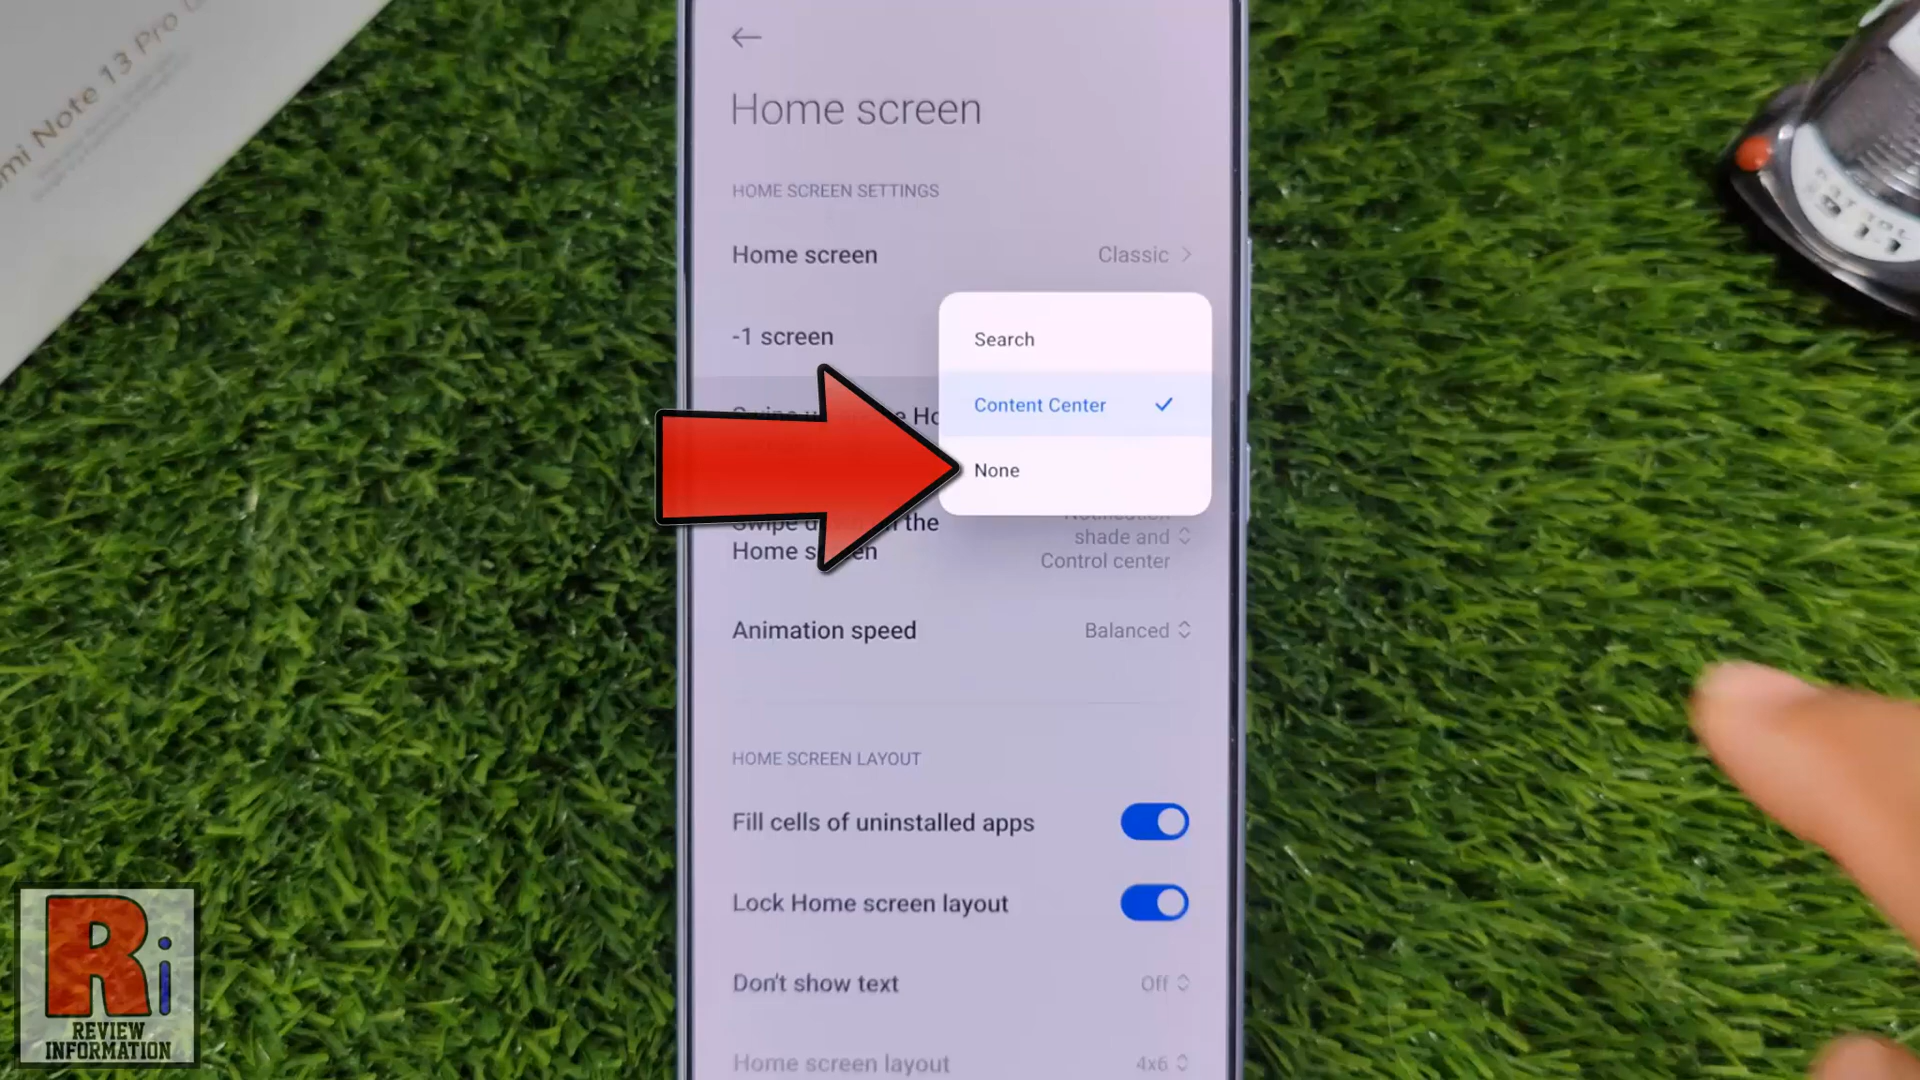 mi Note 13 Pro
Home screen
HOME SCREEN SETTINGS
Home screen
Classic
-1 screen
Search
Content Center
None
the
Home
shade and
Control center
Animation speed
Balanced
HOME SCREEN LAYOUT
Fill cells of uninstalled apps
Lock Home screen layout
Don't show text
Off
Home screen layout
4x6
Ri
REVIEW
INFORMATION